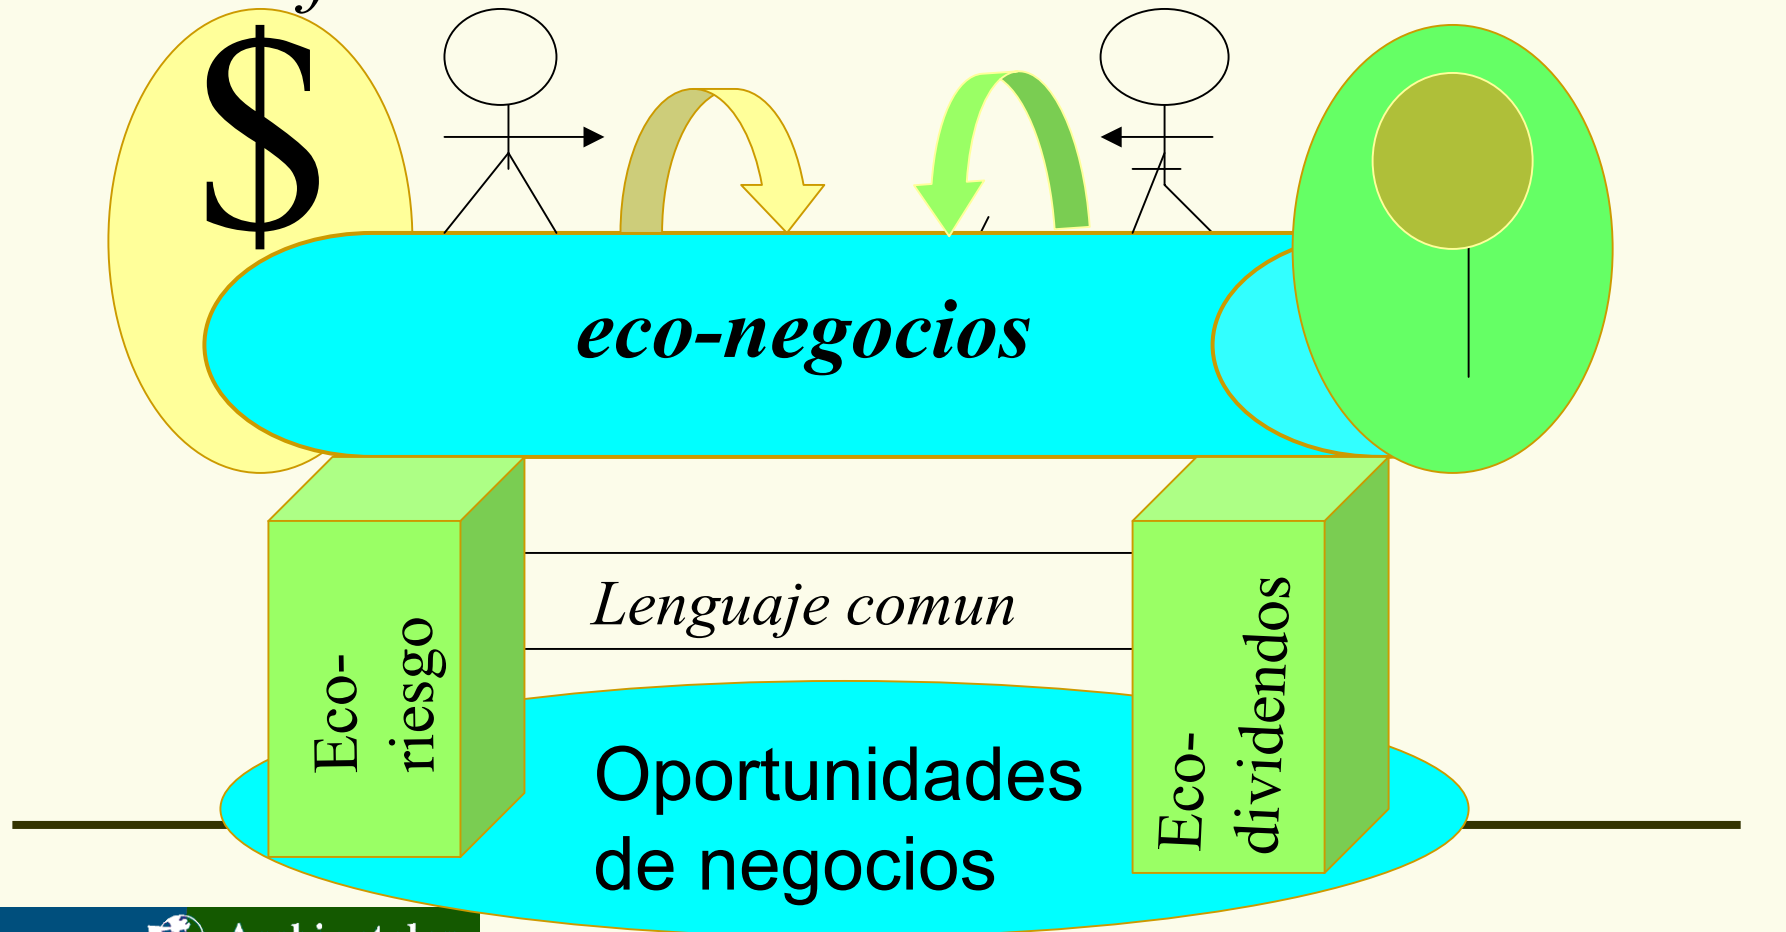 $
eco-negocios
Lenguaje comun
Eco-
riesgo
Eco-
dividendos
Oportunidades
de negocios